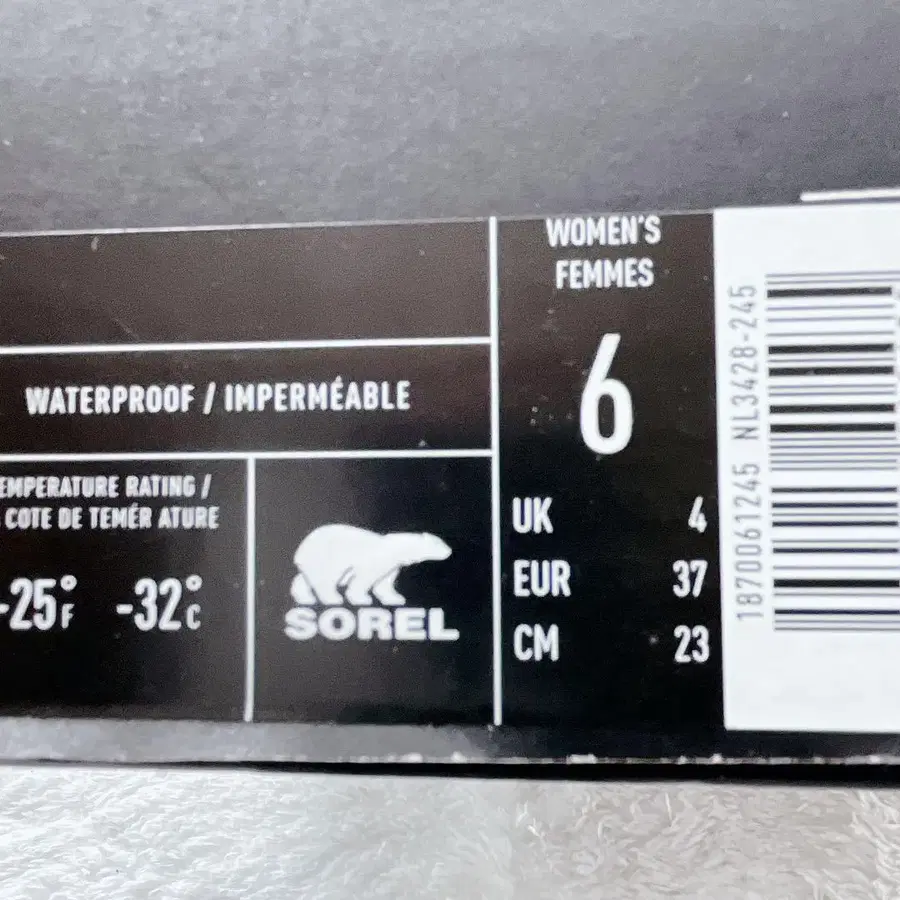 WATERPROOF / IMPERMÉABLE
EMPERATURE RATING /
COTE DE TEMÉR ATURE
-25°F -32°C
SOREL
WOMEN'S
FEMMES
6
UK 4
EUR 37
CM 23
1870061245 NL3428-245